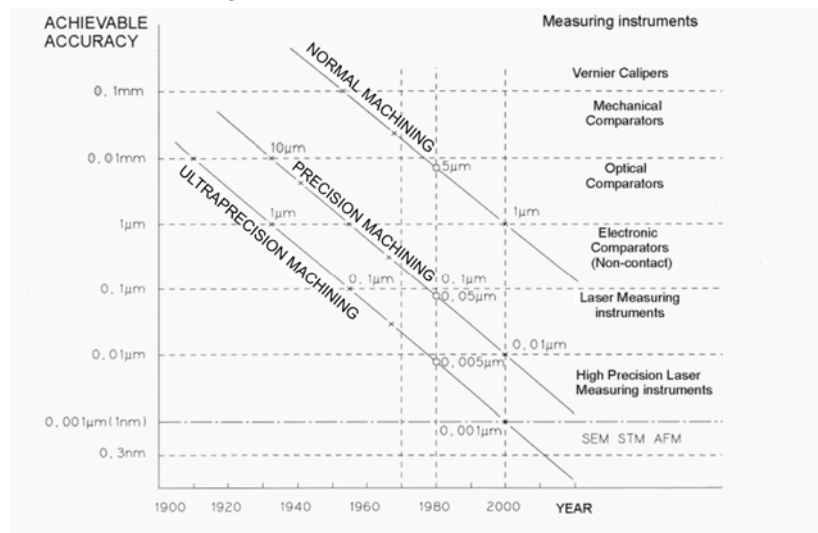 ACHIEVABLE
ACCURACY
Measuring instruments
NORMAL MACHINING
Vernier Calipers
0,1mm
Mechanical
Comparators
10µm
0,01mm
PRECISION MACHINING
5µm
Optical
Comparators
ULTRAPRECISION MACHINING
1µm
1µm
1µm
Electronic
Comparators
(Non-contact)
0,1µm
0,1µm
0,1µm
0,05µm
Laser Measuring
instruments
0,01µm
0,01µm
0,005µm
High Precision Laser
Measuring instruments
0,001µm(1nm)
0,001µm
SEM STM AFM
0,3nm
1900 1920 1940 1960 1980 2000 YEAR